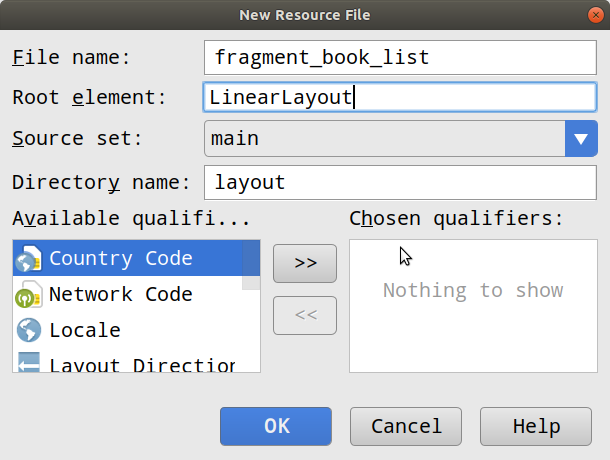 New Resource File
File name: fragment_book_list
Root element: LinearLayout
Source set: main
Directory name: layout
Available qualifi... Chosen qualifiers:
Country Code
>>
Network Code
Nothing to show
Locale
<<
Layout Direction
OK Cancel Help